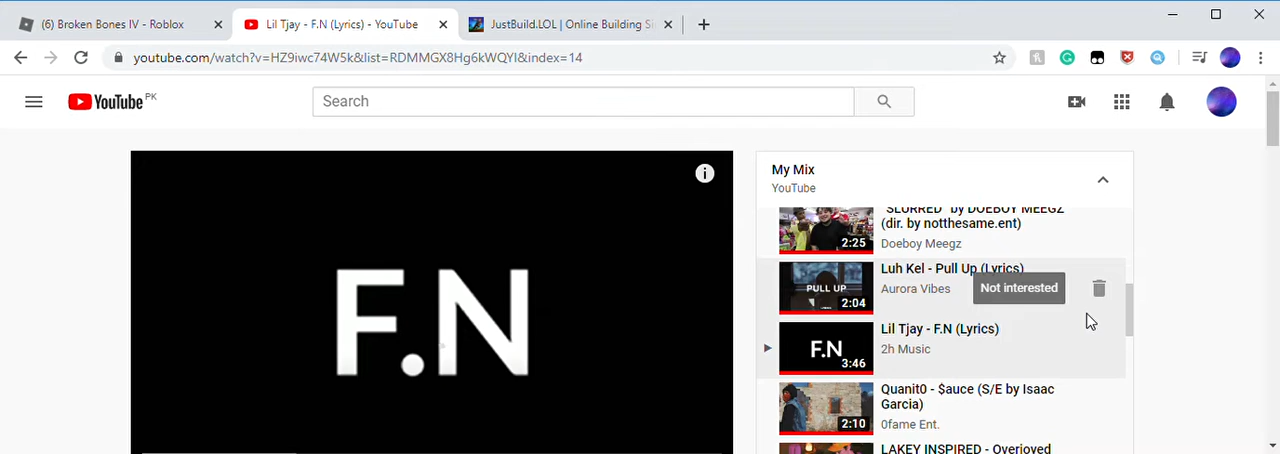 (6) Broken Bones IV - Roblox
Lil Tjay - F.N (Lyrics) - YouTube
JustBuild.LOL | Online Building Si
youtube.com/watch?v=HZ9iwc74W5k&list=RDMMGX8Hg6kWQYI&index=14
YouTube PK
Search
F.N
My Mix
YouTube
"SLURRED" by DOEBOY MEEGZ
(dir. by notthesame.ent)
Doeboy Meegz
2:25
Luh Kel - Pull Up (Lyrics)
Aurora Vibes
PULL UP
2:04
Not interested
Lil Tjay - F.N (Lyrics)
2h Music
F.N
3:46
Quanit0 - $auce (S/E by Isaac
Garcia)
0fame Ent.
2:10
LAKEY INSPIRED - Overjoyed